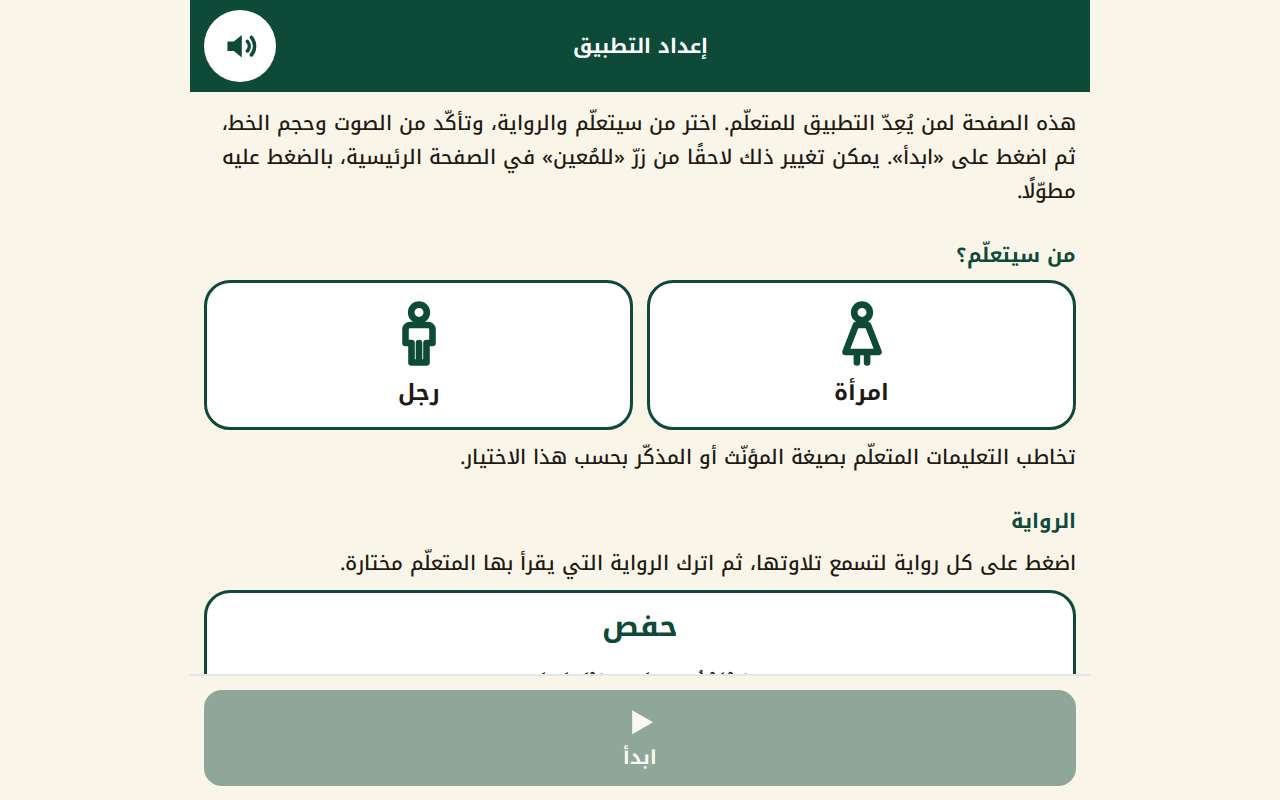 إعداد التطبيق
هذه الصفحة لمن يُعِدّ التطبيق للمتعلّم. اختر من سيتعلّم والرواية، وتأكّد من الصوت وحجم الخط،
ثم اضغط على «ابدأ». يمكن تغيير ذلك لاحقًا من زرّ «للمُعين» في الصفحة الرئيسية، بالضغط عليه
مطوّلًا.
من سيتعلّم؟
امرأة
رجل
تخاطب التعليمات المتعلّم بصيغة المؤنّث أو المذكّر بحسب هذا الاختيار.
الرواية
اضغط على كل رواية لتسمع تلاوتها، ثم اترك الرواية التي يقرأ بها المتعلّم مختارة.
حفص
ابدأ